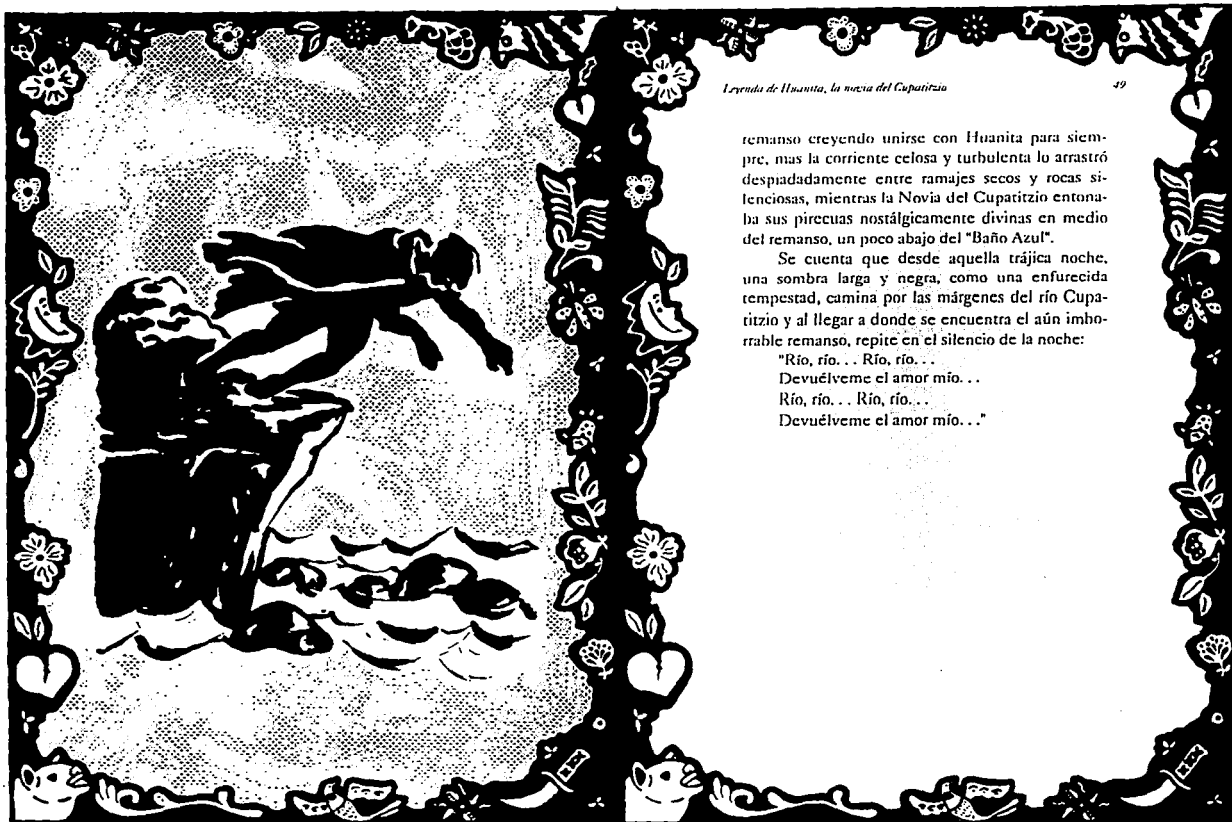 Leyenda de Huanita, la novia del Cupatitzio 49
remanso creyendo unirse con Huanita para siem-
pre, mas la corriente celosa y turbulenta lo arrastró
despiadadamente entre ramajes secos y rocas si-
lenciosas, mientras la Novia del Cupatitzio entona-
ba sus pirecuas nostálgicamente divinas en medio
del remanso, un poco abajo del "Baño Azul".
Se cuenta que desde aquella trájica noche,
una sombra larga y negra, como una enfurecida
tempestad, camina por las márgenes del río Cupa-
titzio y al llegar a donde se encuentra el aún imbo-
rrable remanso, repite en el silencio de la noche:
"Río, río. . . Río, río. . .
Devuélveme el amor mío. . .
Río, río. . . Río, río. . .
Devuélveme el amor mío. . ."